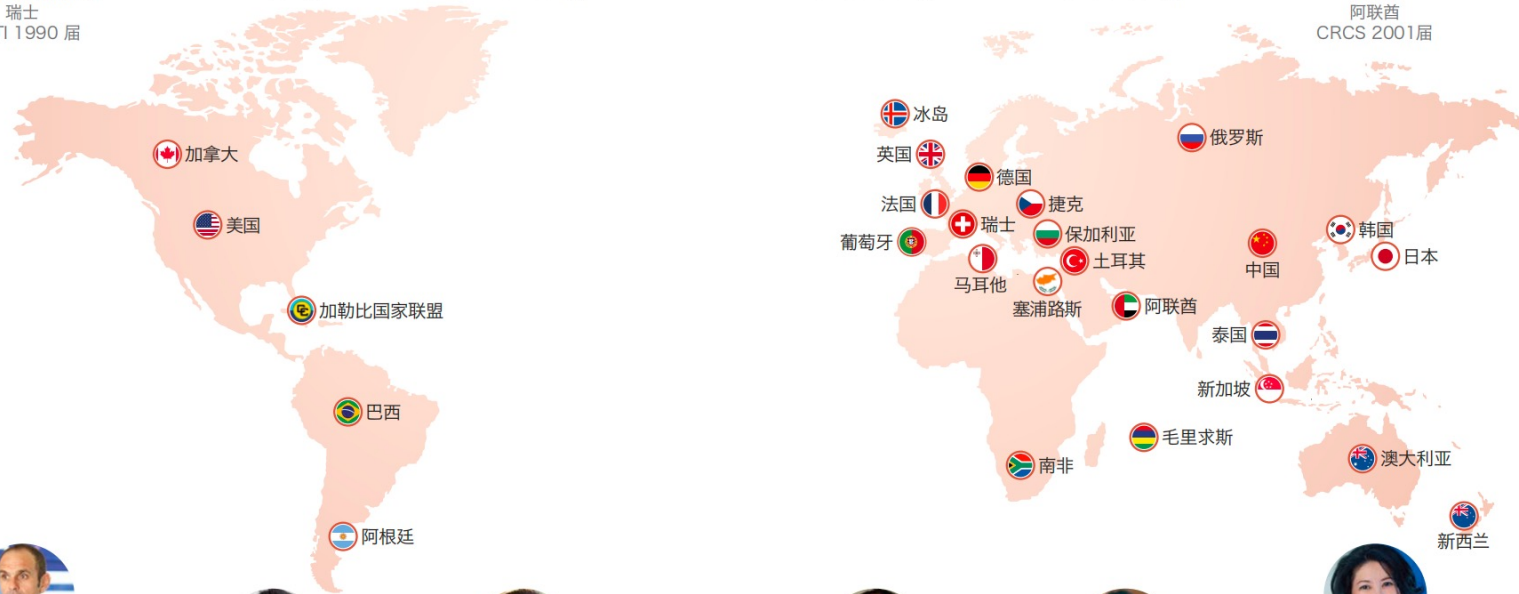 瑞士
1990 届
阿联酋
CRCS 2001届
冰岛
俄罗斯
加拿大
英国
德国
法国
捷克
美国
瑞士
保加利亚
韩国
葡萄牙
土耳其
日本
马耳他
中国
塞浦路斯
阿联酋
加勒比国家联盟
泰国
新加坡
巴西
毛里求斯
澳大利亚
南非
阿根廷
新西兰